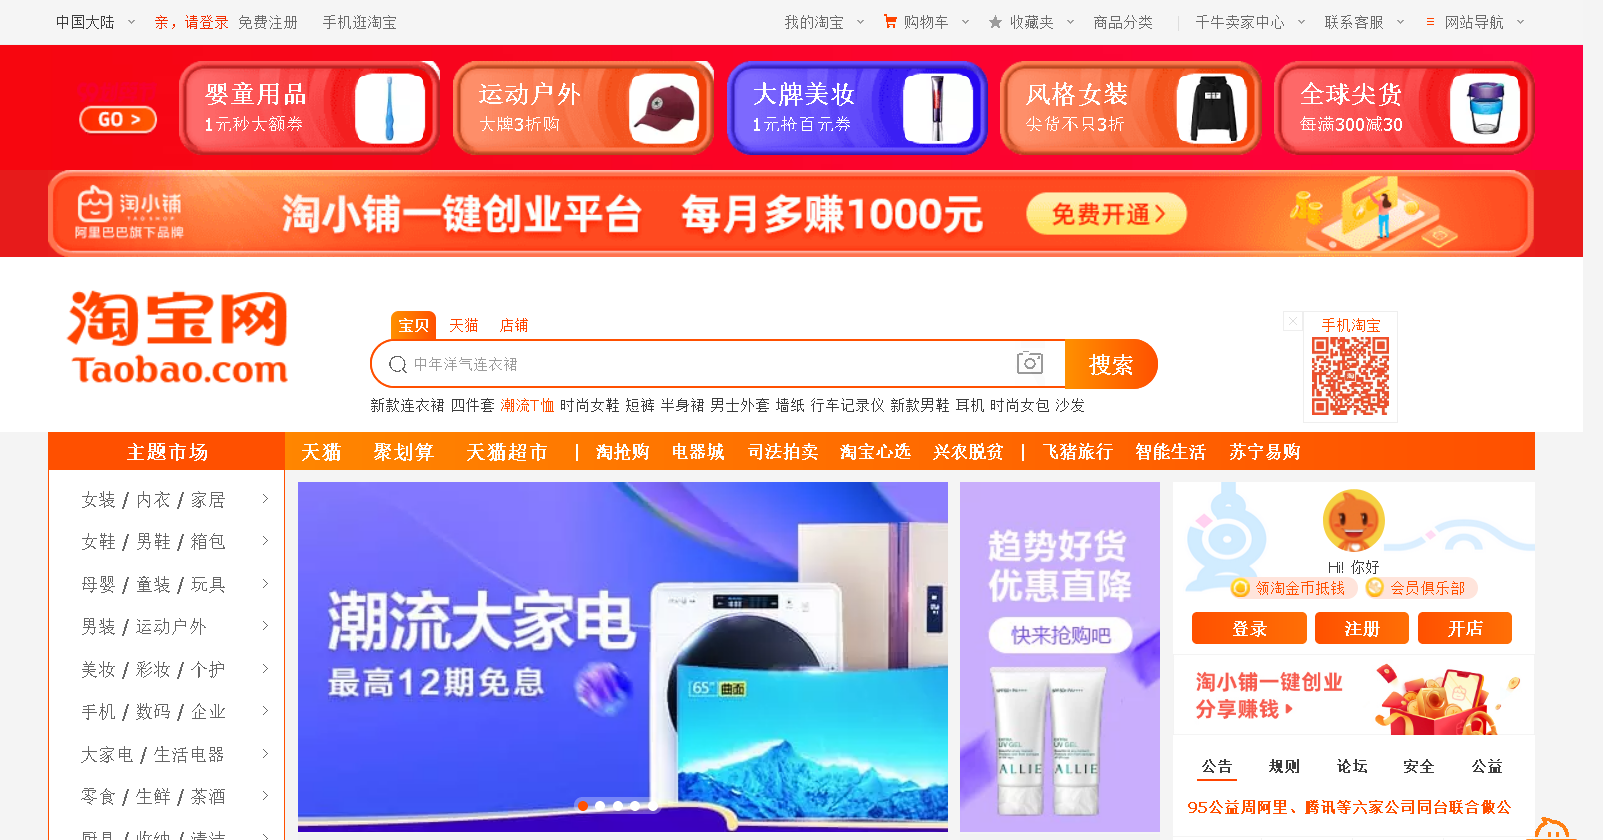 中国大陆 亲，请登录 免费注册 手机逛淘宝 我的淘宝 购物车 收藏夹 商品分类 千牛卖家中心 联系客服 网站导航
GO >
婴童用品
1元秒大额券
运动户外
大牌3折购
大牌美妆
1元抢百元券
风格女装
尖货不只3折
全球尖货
每满300减30
淘小铺
TAOSHOP
阿里巴巴旗下品牌
淘小铺一键创业平台 每月多赚1000元 免费开通>
淘宝网
Taobao.com
宝贝 天猫 店铺
中年洋气连衣裙 搜索
新款连衣裙 四件套 潮流T恤 时尚女鞋 短裤 半身裙 男士外套 墙纸 行车记录仪 新款男鞋 耳机 时尚女包 沙发
手机淘宝
主题市场 天猫 聚划算 天猫超市 | 淘抢购 电器城 司法拍卖 淘宝心选 兴农脱贫 | 飞猪旅行 智能生活 苏宁易购
女装 / 内衣 / 家居
女鞋 / 男鞋 / 箱包
母婴 / 童装 / 玩具
男装 / 运动户外
美妆 / 彩妆 / 个护
手机 / 数码 / 企业
大家电 / 生活电器
零食 / 生鲜 / 茶酒
厨具 / 收纳 / 清洁
潮流大家电
最高12期免息
65" 曲面
趋势好货
优惠直降
快来抢购吧
UV GEL
ALLIE
UV GEL
ALLIE
Hi! 你好
领淘金币抵钱 会员俱乐部
登录 注册 开店
淘小铺一键创业
分享赚钱
公告 规则 论坛 安全 公益
95公益周阿里、腾讯等六家公司同台联合做公